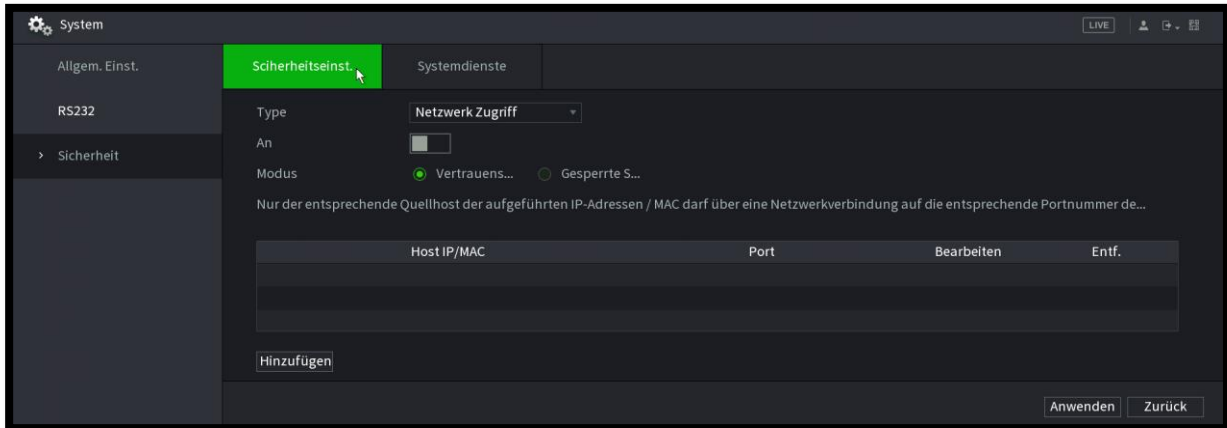 System LIVE
Allgem. Einst. Sciherheitseinst. Systemdienste
RS232 Type Netzwerk Zugriff
An
> Sicherheit
Modus Vertrauens... Gesperrte S...
Nur der entsprechende Quellhost der aufgeführten IP-Adressen / MAC darf über eine Netzwerkverbindung auf die entsprechende Portnummer de...
Host IP/MAC Port Bearbeiten Entf.
Hinzufügen
Anwenden Zurück